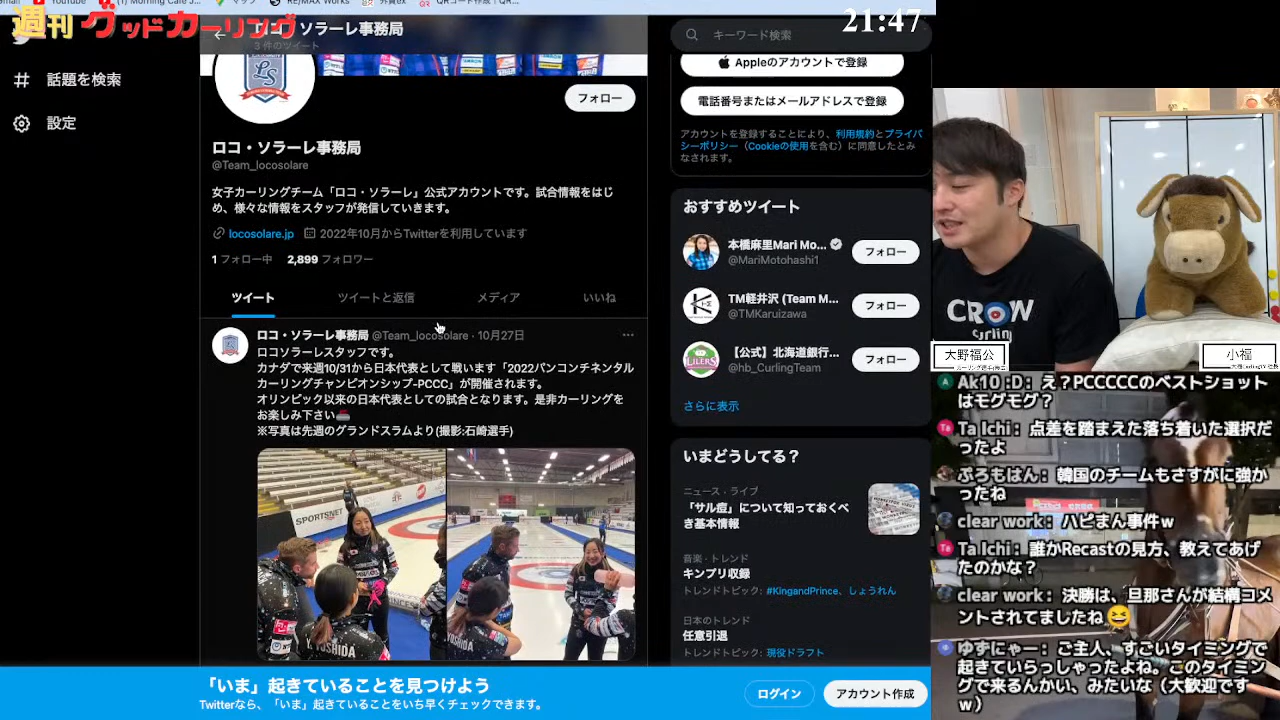 YouTube
(1) Morning Cafe J...
マップ
RE/MAX Works
外貨ex
QRコード作成 | QR...
週刊グッドカーリング
21:47
ロコ・ソラーレ事務局
3 件のツイート
話題を検索
設定
フォロー
ロコ・ソラーレ事務局
@Team_locosolare
女子カーリングチーム「ロコ・ソラーレ」公式アカウントです。試合情報をはじ
め、様々な情報をスタッフが発信していきます。
locosolare.jp 2022年10月からTwitterを利用しています
1 フォロー中 2,899 フォロワー
ツイート ツイートと返信 メディア いいね
ロコ・ソラーレ事務局 @Team_locosolare · 10月27日
ロコソラーレスタッフです。
カナダで来週10/31から日本代表として戦います「2022パンコンチネンタル
カーリングチャンピオンシップ-PCCC」が開催されます。
オリンピック以来の日本代表としての試合となります。是非カーリングを
お楽しみ下さい🥌
※写真は先週のグランドスラムより(撮影:石崎選手)
SPORTSNET
PRINCES
YOSHIDA
YOSHIDA
キーワード検索
Appleのアカウントで登録
電話番号またはメールアドレスで登録
アカウントを登録することにより、利用規約とプライバ
シーポリシー（Cookieの使用を含む）に同意したとみ
なされます。
おすすめツイート
本橋麻里Mari Mo...
@MariMotohashi1
フォロー
TM軽井沢 (Team M...
@TMKaruizawa
フォロー
【公式】北海道銀行...
@hb_CurlingTeam
フォロー
さらに表示
いまどうしてる？
ニュース · ライブ
「サル痘」について知っておくべ
き基本情報
音楽 · トレンド
キンプリ収録
トレンドトピック: #KingandPrince、しょうれん
日本のトレンド
任意引退
トレンドトピック: 現役ドラフト
「いま」起きていることを見つけよう
Twitterなら、「いま」起きていることをいち早くチェックできます。
ログイン
アカウント作成
CROW
Curling
大野福公
小福
Ak10 :D: え？PCCCCCのベストショット
はモグモグ？
Ta Ichi: 点差を踏まえた落ち着いた選択だ
ったよ
ぷろもはん: 韓国のチームもさすがに強か
ったね
clear work: ハピまん事件w
Ta Ichi: 誰かRecastの見方、教えてあげ
たのかな？
clear work: 決勝は、旦那さんが結構コメ
ントされてましたね😆
ゆずにゃー: ご主人、すごいタイミングで
起きていらっしゃったよね。このタイミン
グで来るんかい、みたいな（大歓迎です
w）